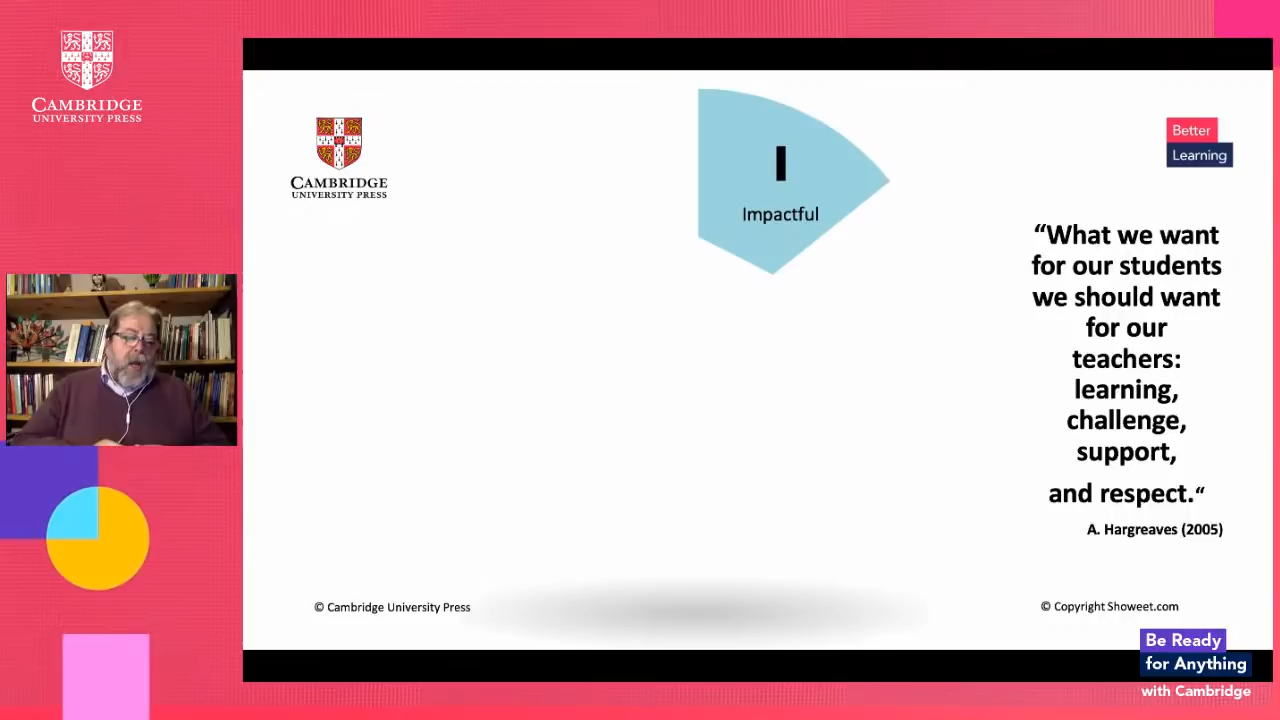 CAMBRIDGE
UNIVERSITY PRESS
CAMBRIDGE
UNIVERSITY PRESS
I
Impactful
Better
Learning
“What we want
for our students
we should want
for our
teachers:
learning,
challenge,
support,
and respect.“
A. Hargreaves (2005)
© Cambridge University Press
© Copyright Showeet.com
Be Ready
for Anything
with Cambridge